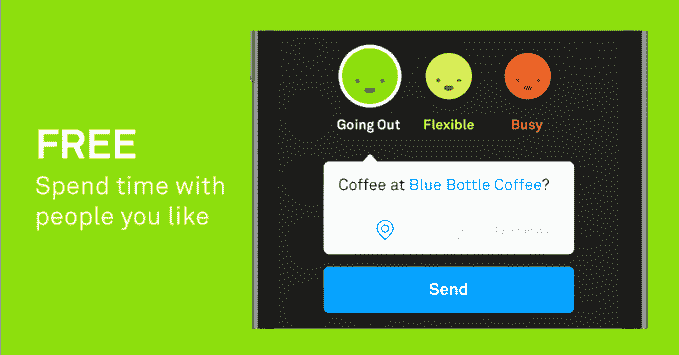 FREE
Spend time with
people you like
Going Out
Flexible
Busy
Coffee at Blue Bottle Coffee?
Send